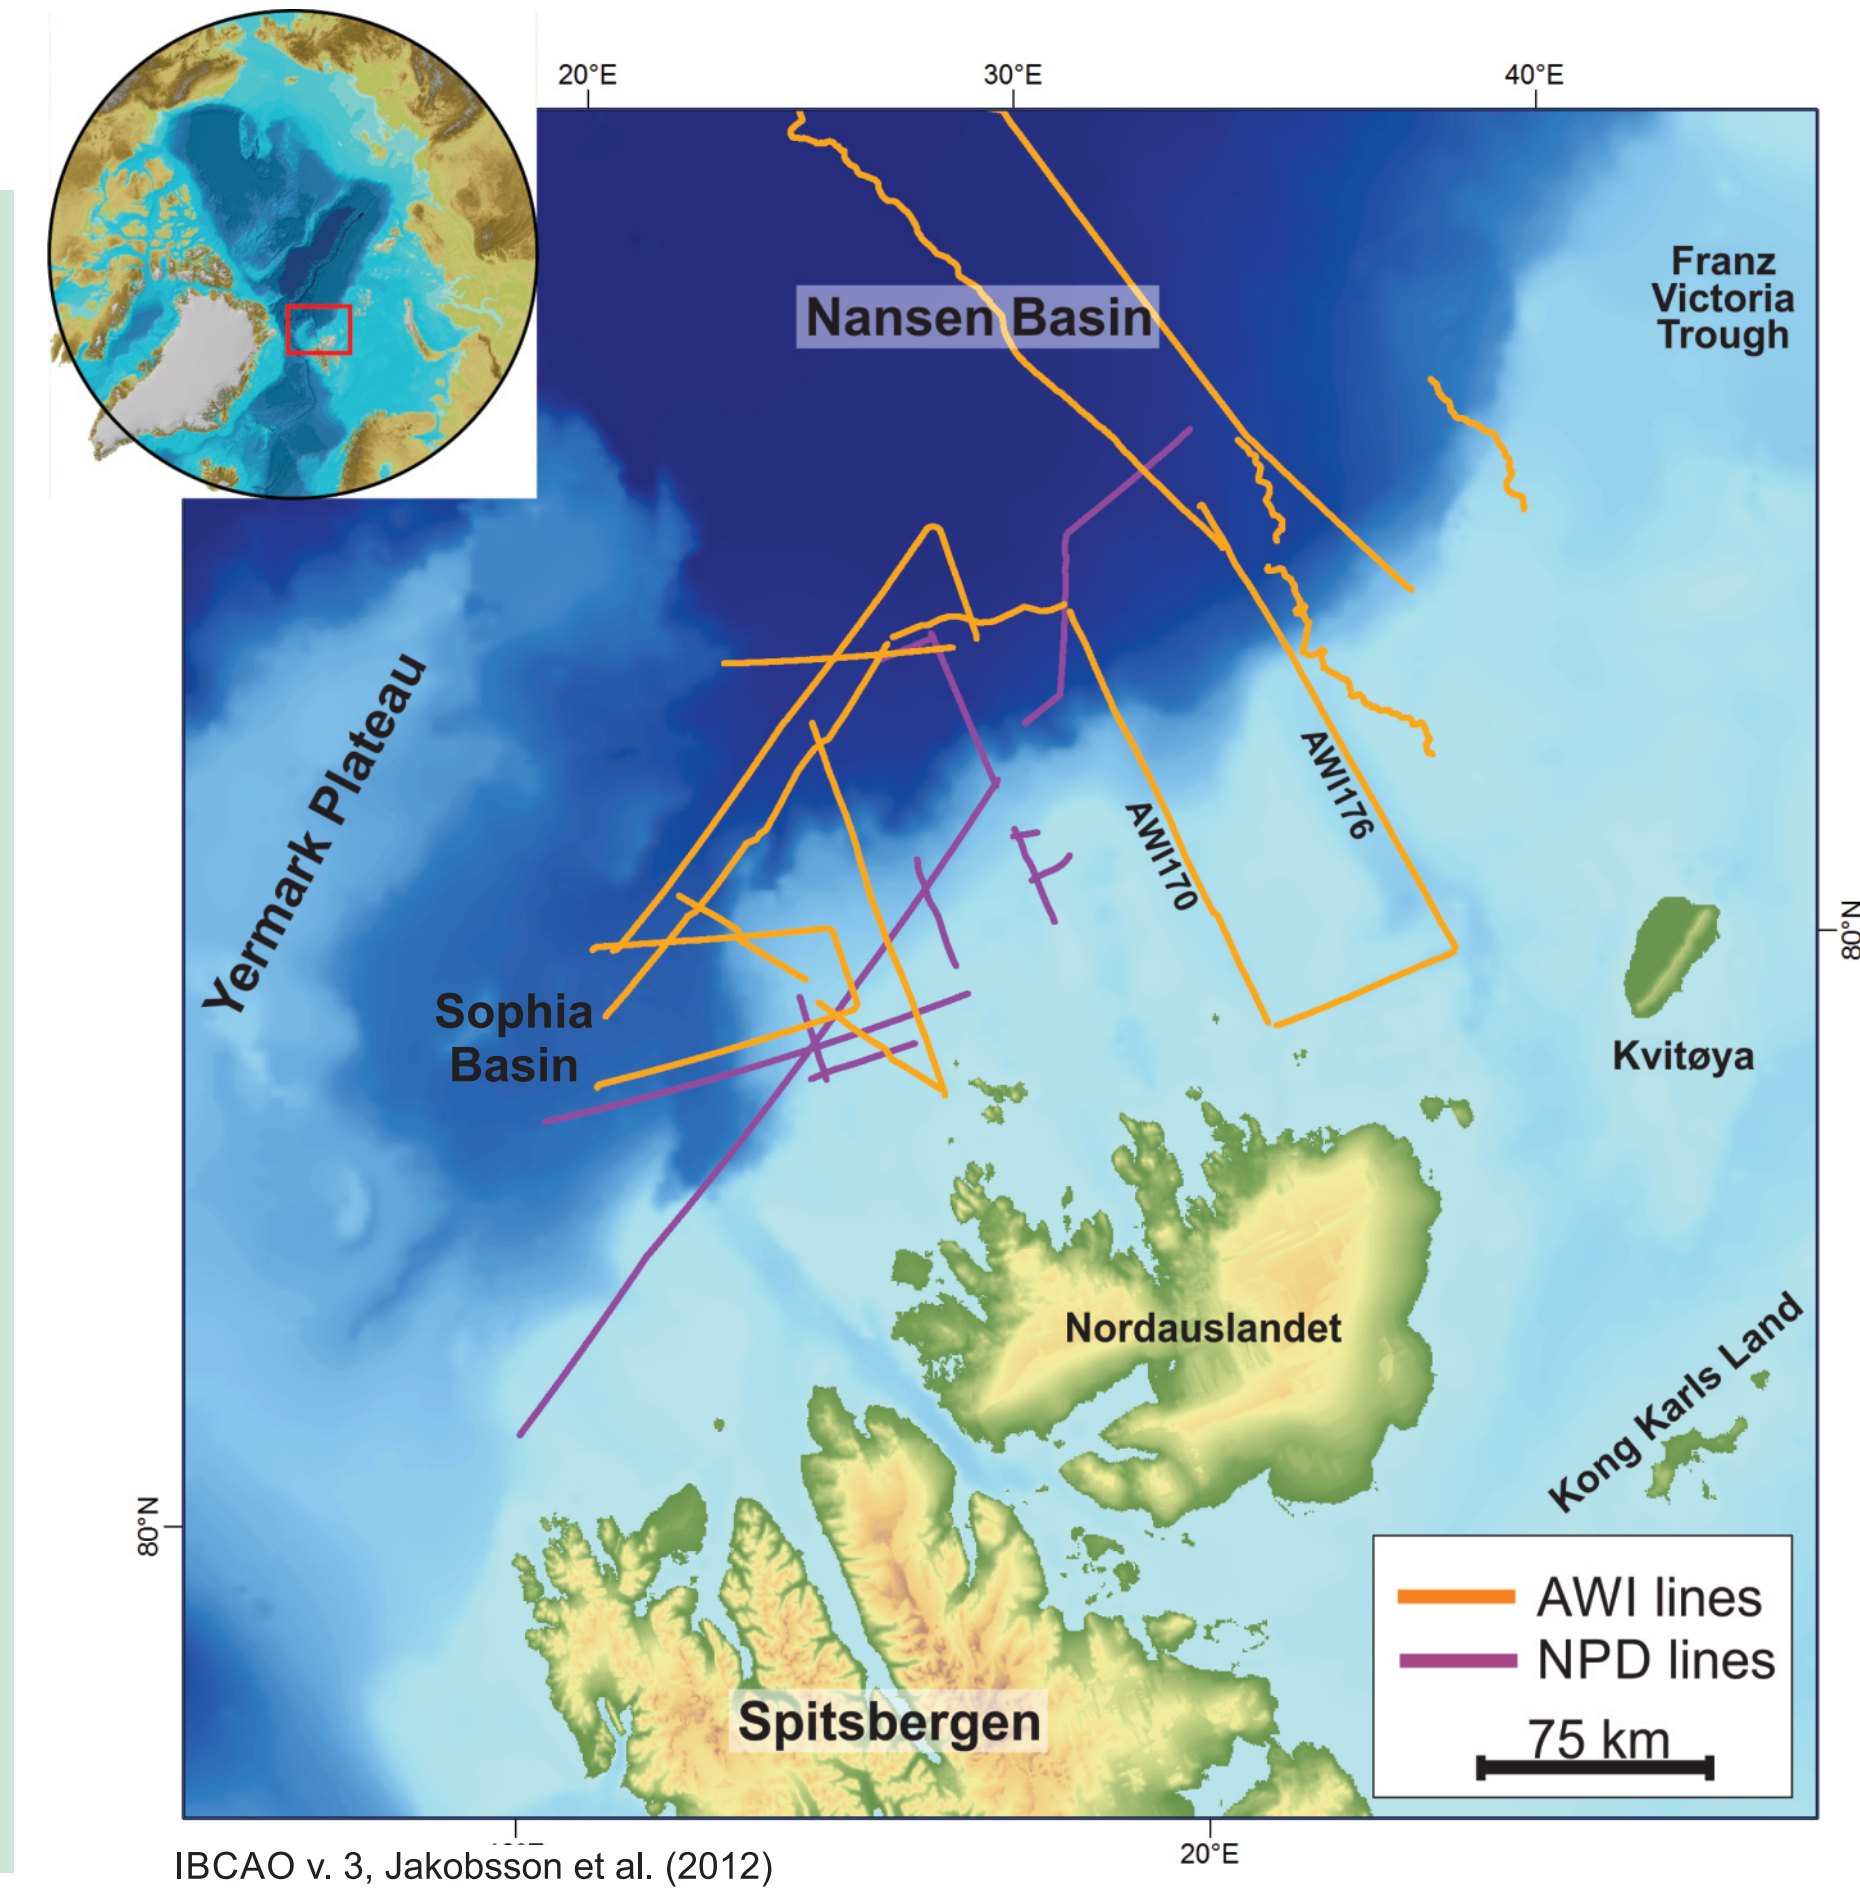 20°E
30°E
40°E
Franz
Victoria
Trough
Nansen Basin
Yermark Plateau
AWI176
AWI170
80°N
Sophia
Basin
Kvitøya
Nordauslandet
Kong Karls Land
80°N
AWI lines
NPD lines
Spitsbergen
75 km
20°E
IBCAO v. 3, Jakobsson et al. (2012)